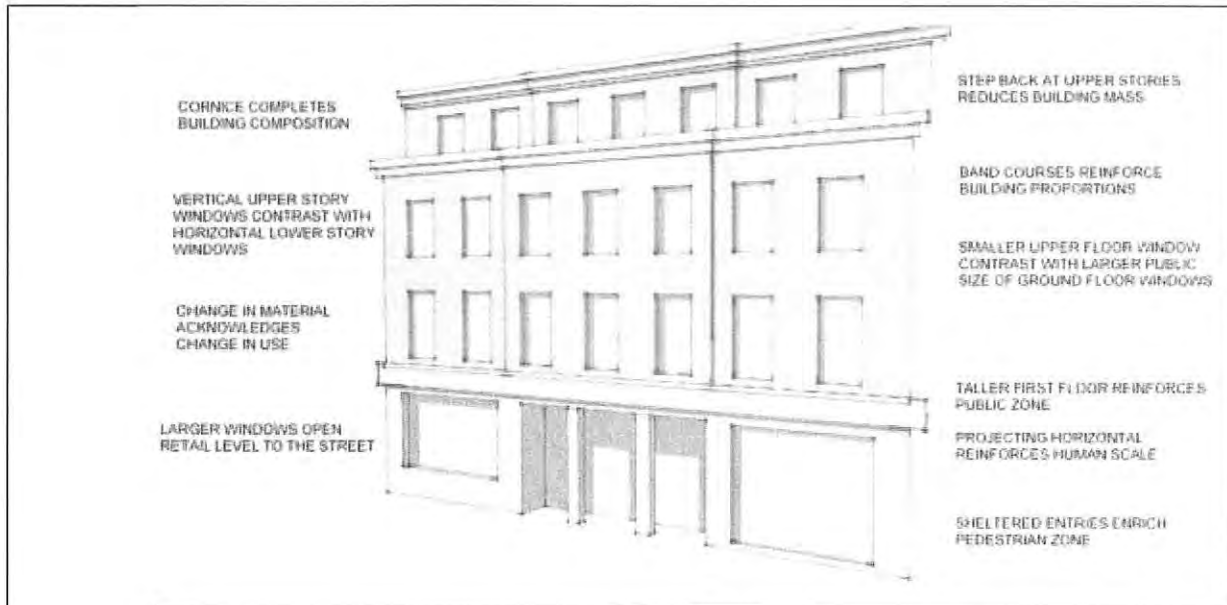 CORNICE COMPLETES
BUILDING COMPOSITION
VERTICAL UPPER STORY
WINDOWS CONTRAST WITH
HORIZONTAL LOWER STORY
WINDOWS
CHANGE IN MATERIAL
ACKNOWLEDGES
CHANGE IN USE
LARGER WINDOWS OPEN
RETAIL LEVEL TO THE STREET
STEP BACK AT UPPER STORIES
REDUCES BUILDING MASS
BAND COURSES REINFORCE
BUILDING PROPORTIONS
SMALLER UPPER FLOOR WINDOW
CONTRAST WITH LARGER PUBLIC
SIZE OF GROUND FLOOR WINDOWS
TALLER FIRST FLOOR REINFORCES
PUBLIC ZONE
PROJECTING HORIZONTAL
REINFORCES HUMAN SCALE
SHELTERED ENTRIES ENRICH
PEDESTRIAN ZONE